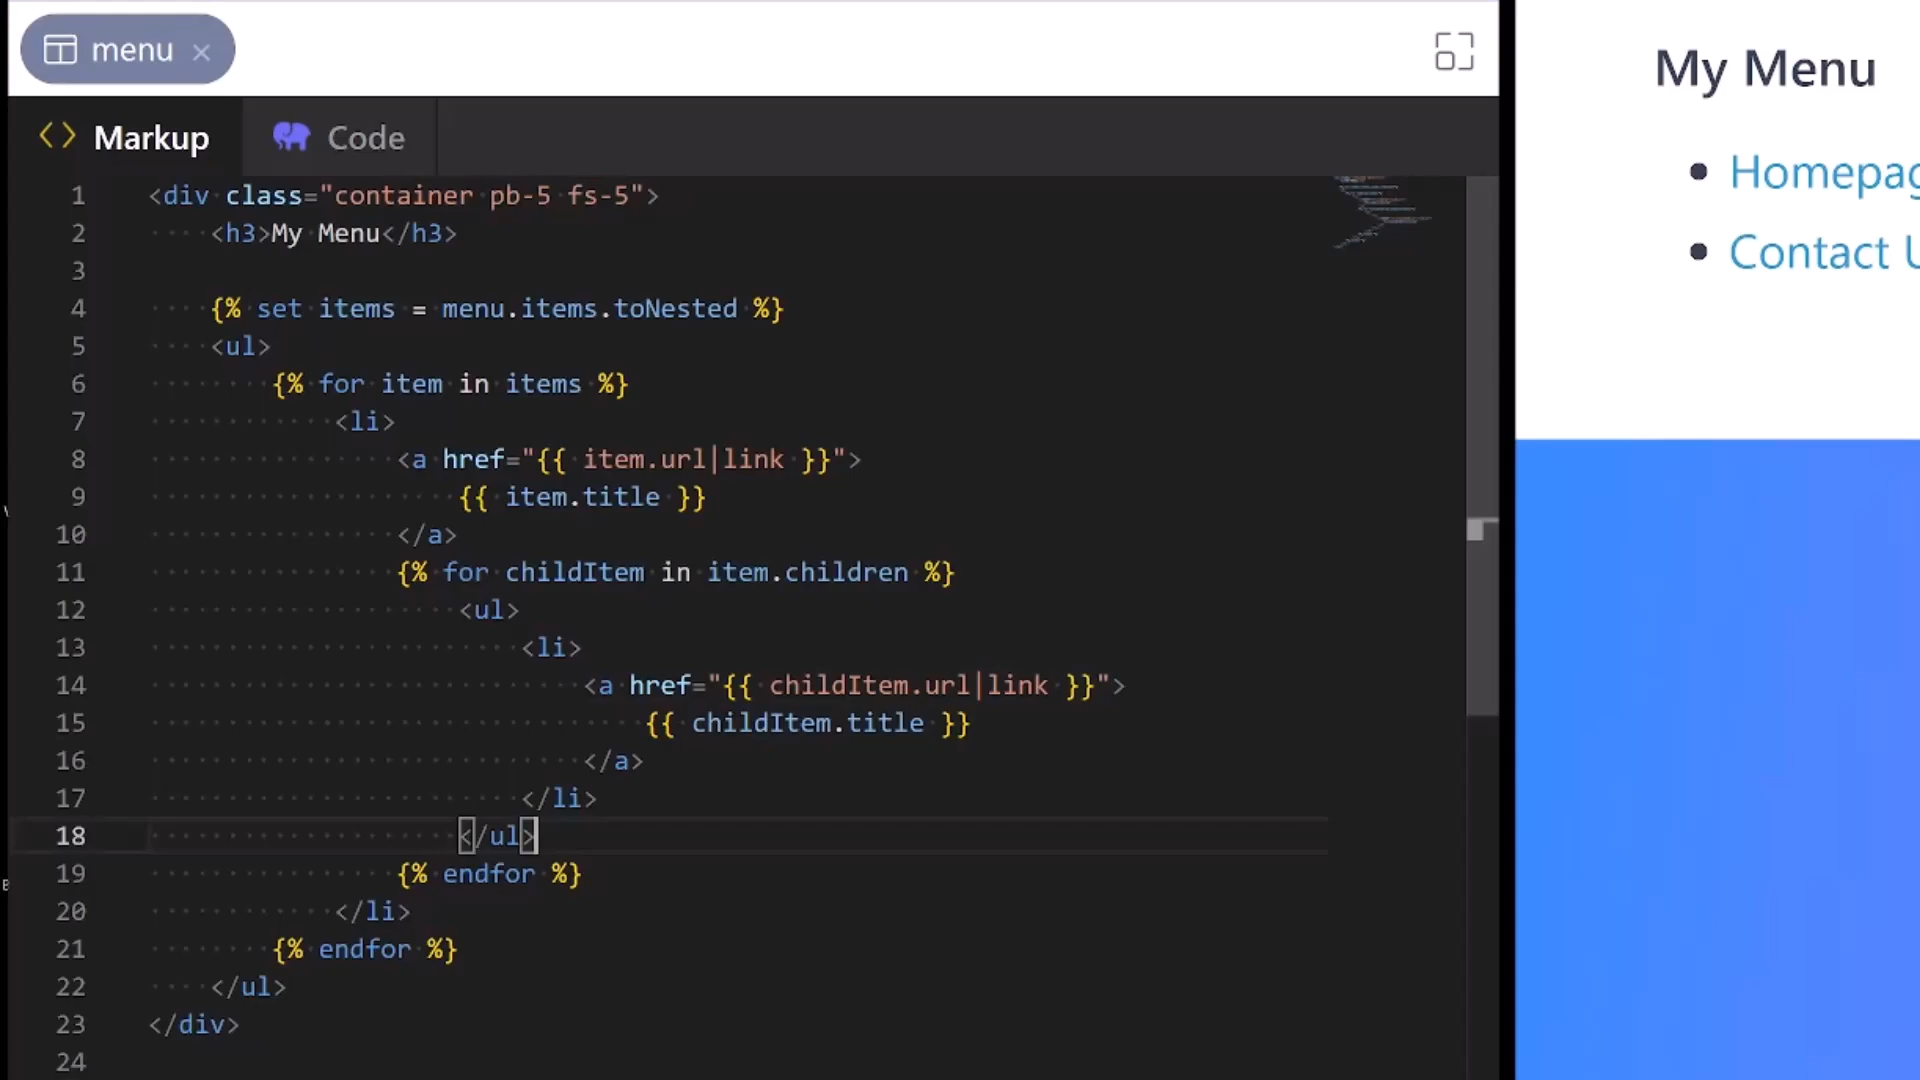 menu ×
Markup Code
1 <div class="container pb-5 fs-5">
2 <h3>My Menu</h3>
3
4 {% set items = menu.items.toNested %}
5 <ul>
6 {% for item in items %}
7 <li>
8 <a href="{{ item.url|link }}">
9 {{ item.title }}
10 </a>
11 {% for childItem in item.children %}
12 <ul>
13 <li>
14 <a href="{{ childItem.url|link }}">
15 {{ childItem.title }}
16 </a>
17 </li>
18 </ul>
19 {% endfor %}
20 </li>
21 {% endfor %}
22 </ul>
23 </div>
24
My Menu
• Homepag
• Contact U